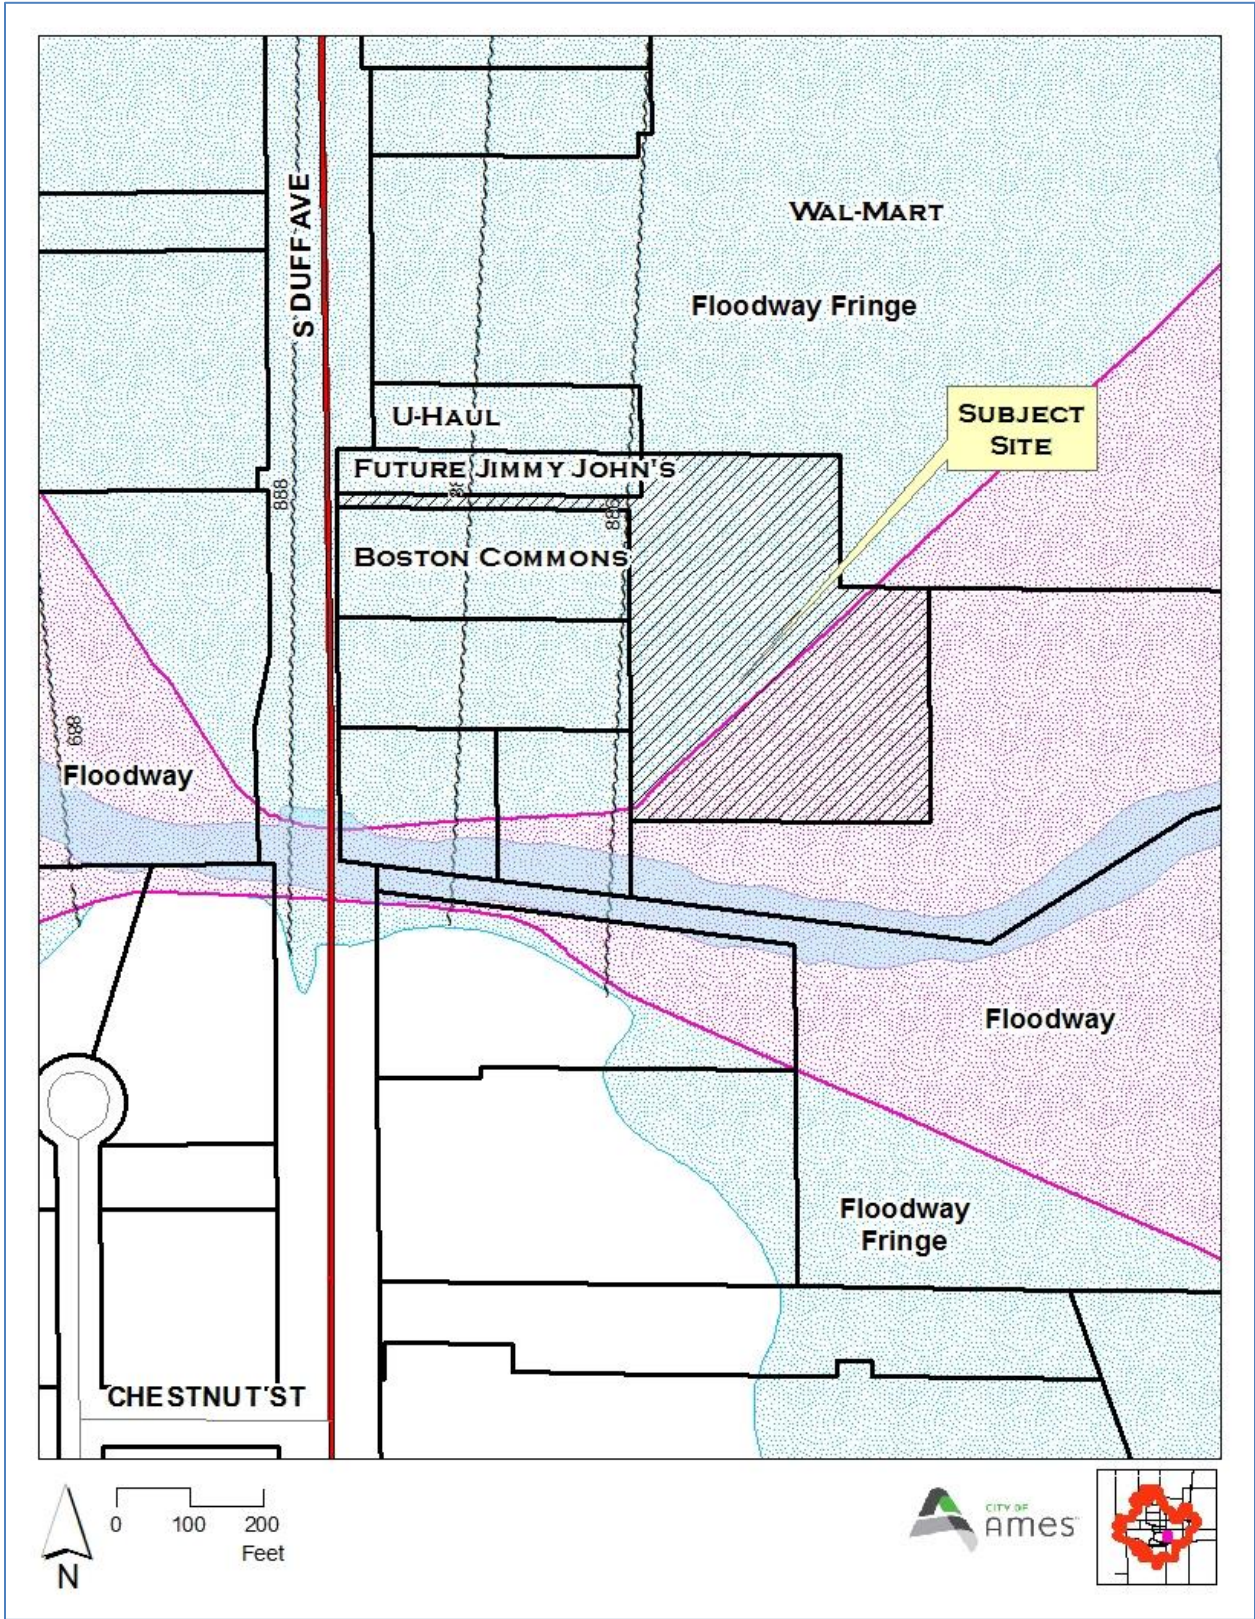 S DUFF AVE
WAL-MART
Floodway Fringe
SUBJECT
SITE
U-HAUL
FUTURE JIMMY JOHN'S
888
BOSTON COMMONS
Floodway
Floodway
Floodway
Fringe
CHESTNUT ST
0 100 200
Feet
N
CITY OF
AMES